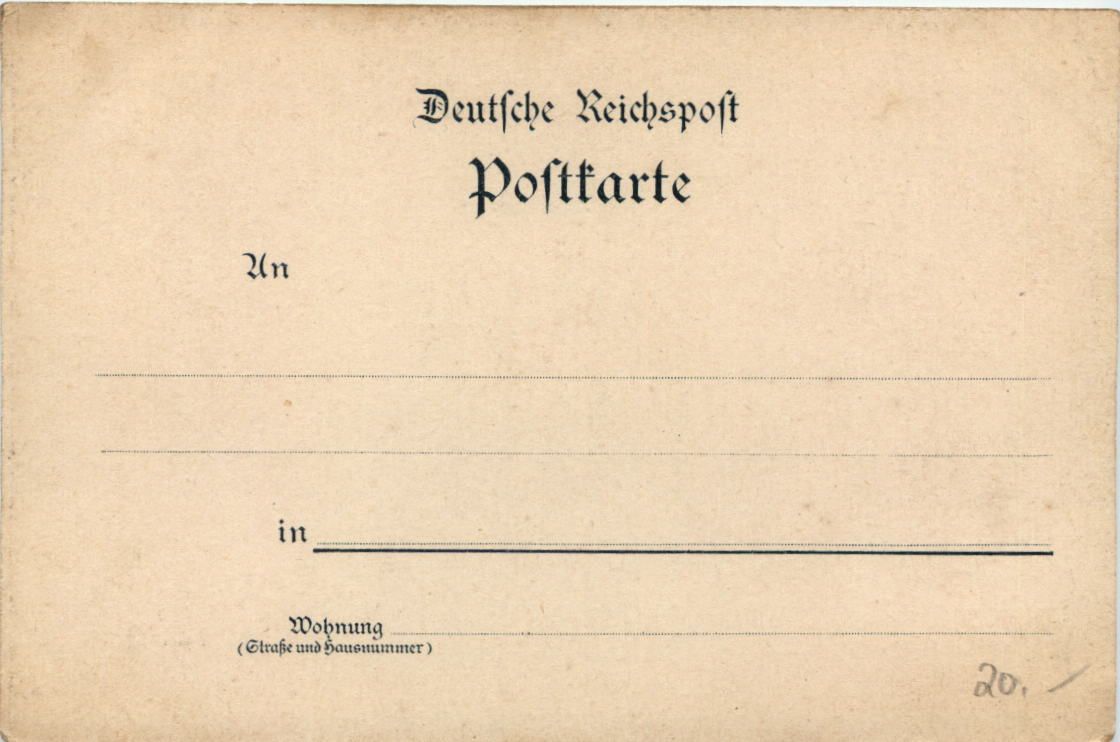 Deutſche Reichspoſt
Poſtkarte
An
in
Wohnung
(Straße und Hausnummer)
20. –